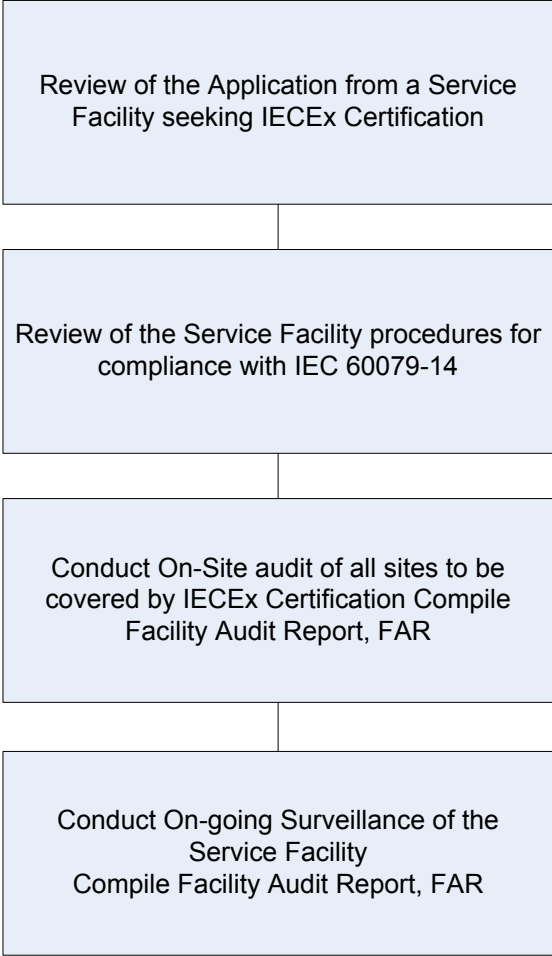 Review of the Application from a Service
Facility seeking IECEx Certification
Review of the Service Facility procedures for
compliance with IEC 60079-14
Conduct On-Site audit of all sites to be
covered by IECEx Certification Compile
Facility Audit Report, FAR
Conduct On-going Surveillance of the
Service Facility
Compile Facility Audit Report, FAR